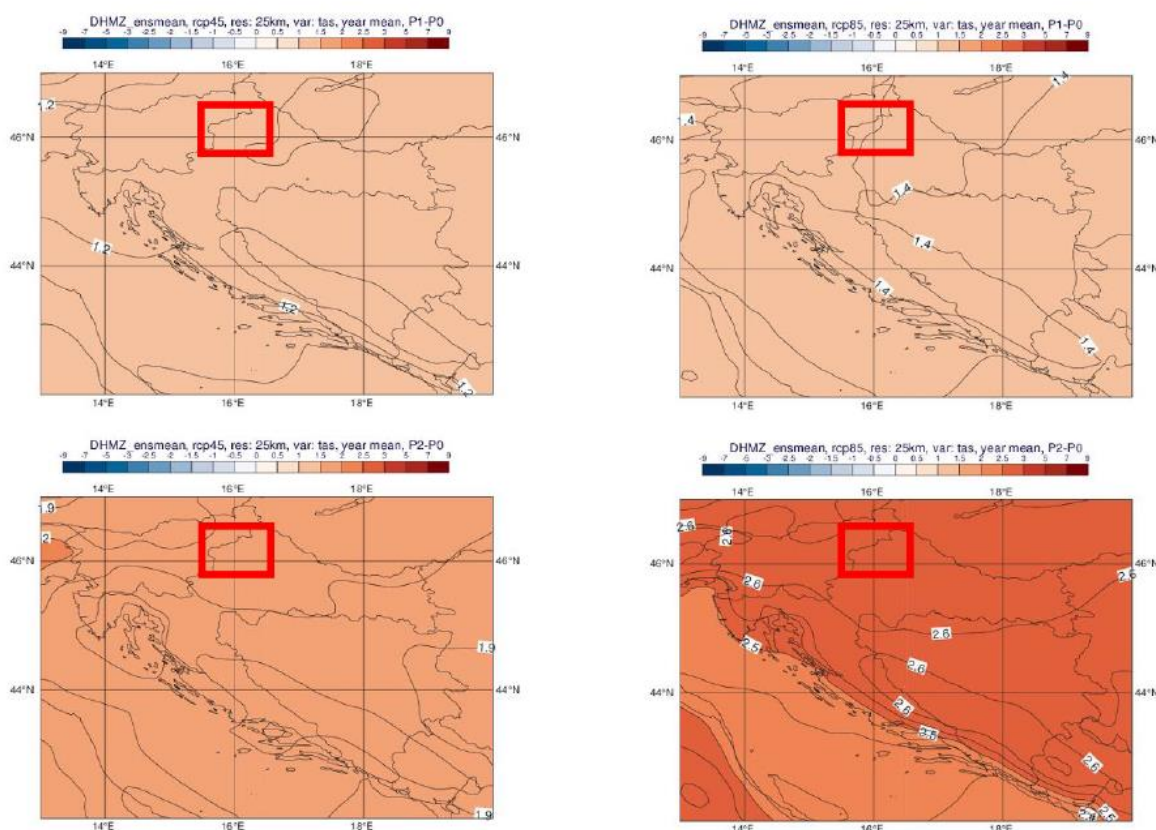 DHMZ_ensmean, rcp45, res: 25km, var: tas, year mean, P1-P0
-9 -7 -5 -3 -2.5 -2 -1.5 -1 -0.5 0 0.5 1 1.5 2 2.5 3 5 7 9
14°E 16°E 18°E
1.2
46°N 46°N
1.2
44°N 44°N
1.2
1.2
14°E 16°E 18°E
DHMZ_ensmean, rcp85, res: 25km, var: tas, year mean, P1-P0
-9 -7 -5 -3 -2.5 -2 -1.5 -1 -0.5 0 0.5 1 1.5 2 2.5 3 5 7 9
14°E 16°E 18°E
1.4
1.4
46°N 46°N
1.4
1.4
44°N 44°N
1.4
1.4
14°E 16°E 18°E
DHMZ_ensmean, rcp45, res: 25km, var: tas, year mean, P2-P0
-9 -7 -5 -3 -2.5 -2 -1.5 -1 -0.5 0 0.5 1 1.5 2 2.5 3 5 7 9
14°E 16°E 18°E
1.9
2
46°N 46°N
1.9
44°N 44°N
1.9
14°E 16°E 18°E
DHMZ_ensmean, rcp85, res: 25km, var: tas, year mean, P2-P0
-9 -7 -5 -3 -2.5 -2 -1.5 -1 -0.5 0 0.5 1 1.5 2 2.5 3 5 7 9
14°E 16°E 18°E
2.6
2.6
46°N 46°N
2.6
2.6
2.6
2.5
2.6
44°N 44°N
2.6
2.5
2.6
2.5
2.4
14°E 16°E 18°E